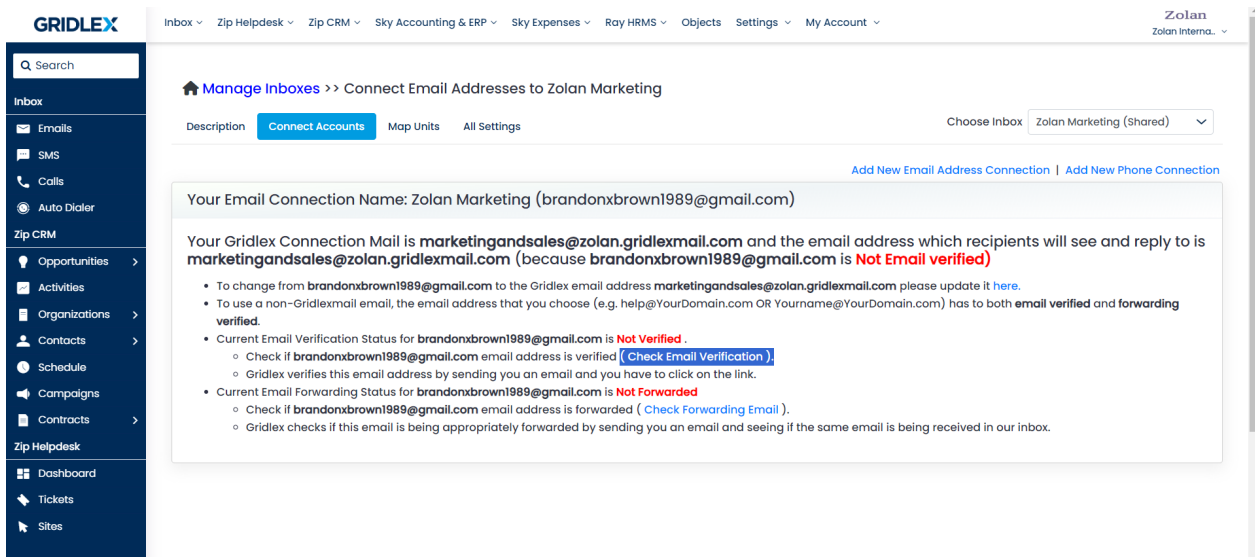 GRIDLEX
Inbox Zip Helpdesk Zip CRM Sky Accounting & ERP Sky Expenses Ray HRMS Objects Settings My Account
Zolan
Zolan Interna..
Search
Inbox
Emails
SMS
Calls
Auto Dialer
Zip CRM
Opportunities
Activities
Organizations
Contacts
Schedule
Campaigns
Contracts
Zip Helpdesk
Dashboard
Tickets
Sites
Manage Inboxes >> Connect Email Addresses to Zolan Marketing
Description Connect Accounts Map Units All Settings
Choose Inbox Zolan Marketing (Shared)
Add New Email Address Connection | Add New Phone Connection
Your Email Connection Name: Zolan Marketing (brandonxbrown1989@gmail.com)
Your Gridlex Connection Mail is marketingandsales@zolan.gridlexmail.com and the email address which recipients will see and reply to is
marketingandsales@zolan.gridlexmail.com (because brandonxbrown1989@gmail.com is Not Email verified)
• To change from brandonxbrown1989@gmail.com to the Gridlex email address marketingandsales@zolan.gridlexmail.com please update it here.
• To use a non-Gridlexmail email, the email address that you choose (e.g. help@YourDomain.com OR Yourname@YourDomain.com) has to both email verified and forwarding
verified.
• Current Email Verification Status for brandonxbrown1989@gmail.com is Not Verified .
◦ Check if brandonxbrown1989@gmail.com email address is verified ( Check Email Verification ).
◦ Gridlex verifies this email address by sending you an email and you have to click on the link.
• Current Email Forwarding Status for brandonxbrown1989@gmail.com is Not Forwarded
◦ Check if brandonxbrown1989@gmail.com email address is forwarded ( Check Forwarding Email ).
◦ Gridlex checks if this email is being appropriately forwarded by sending you an email and seeing if the same email is being received in our inbox.